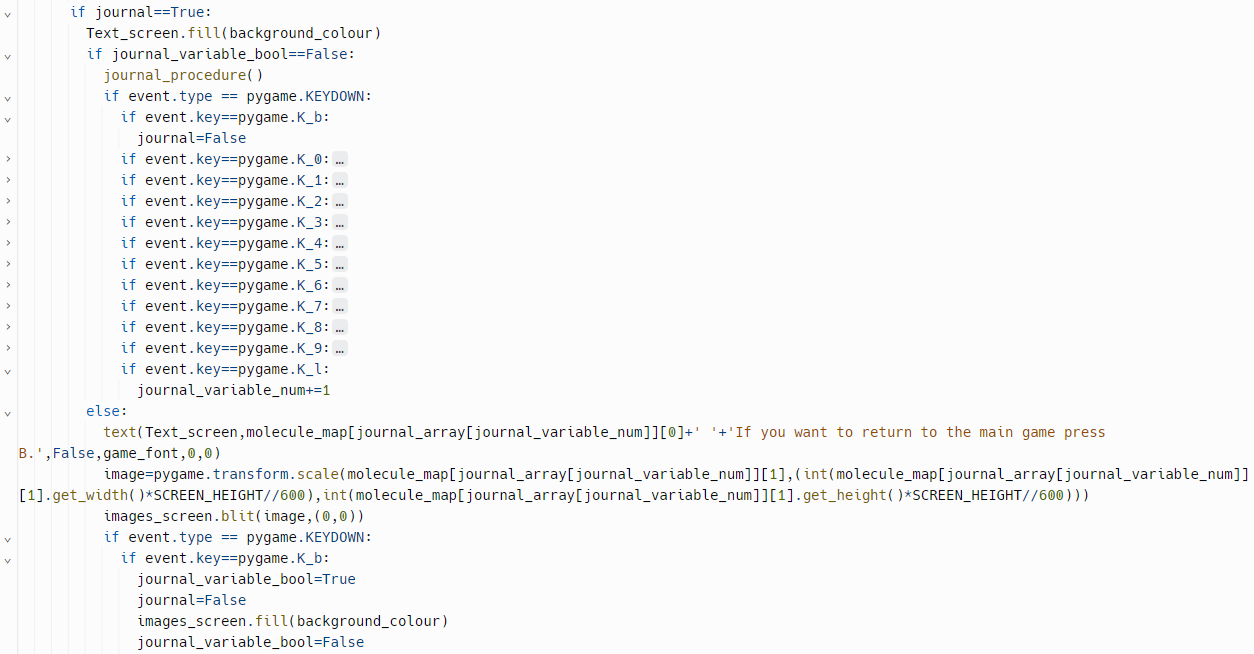 if journal==True:
Text_screen.fill(background_colour)
if journal_variable_bool==False:
journal_procedure()
if event.type == pygame.KEYDOWN:
if event.key==pygame.K_b:
journal=False
if event.key==pygame.K_0:…
if event.key==pygame.K_1:…
if event.key==pygame.K_2:…
if event.key==pygame.K_3:…
if event.key==pygame.K_4:…
if event.key==pygame.K_5:…
if event.key==pygame.K_6:…
if event.key==pygame.K_7:…
if event.key==pygame.K_8:…
if event.key==pygame.K_9:…
if event.key==pygame.K_l:
journal_variable_num+=1
else:
text(Text_screen,molecule_map[journal_array[journal_variable_num]][0]+' '+'If you want to return to the main game press
B.',False,game_font,0,0)
image=pygame.transform.scale(molecule_map[journal_array[journal_variable_num]][1],(int(molecule_map[journal_array[journal_variable_num]]
[1].get_width()*SCREEN_HEIGHT//600),int(molecule_map[journal_array[journal_variable_num]][1].get_height()*SCREEN_HEIGHT//600)))
images_screen.blit(image,(0,0))
if event.type == pygame.KEYDOWN:
if event.key==pygame.K_b:
journal_variable_bool=True
journal=False
images_screen.fill(background_colour)
journal_variable_bool=False